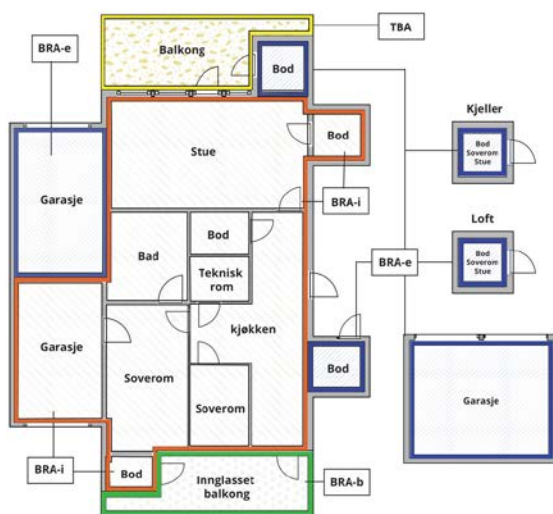 TBA
BRA-e
Balkong
Bod
Kjeller
Stue
Bod
Bod
Soverom
Stue
Garasje
BRA-i
Bod
Loft
Bad
Teknisk
rom
BRA-e
Bod
Soverom
Stue
Garasje
kjøkken
Soverom
Bod
Soverom
Garasje
BRA-i
Bod
Innglasset
balkong
BRA-b